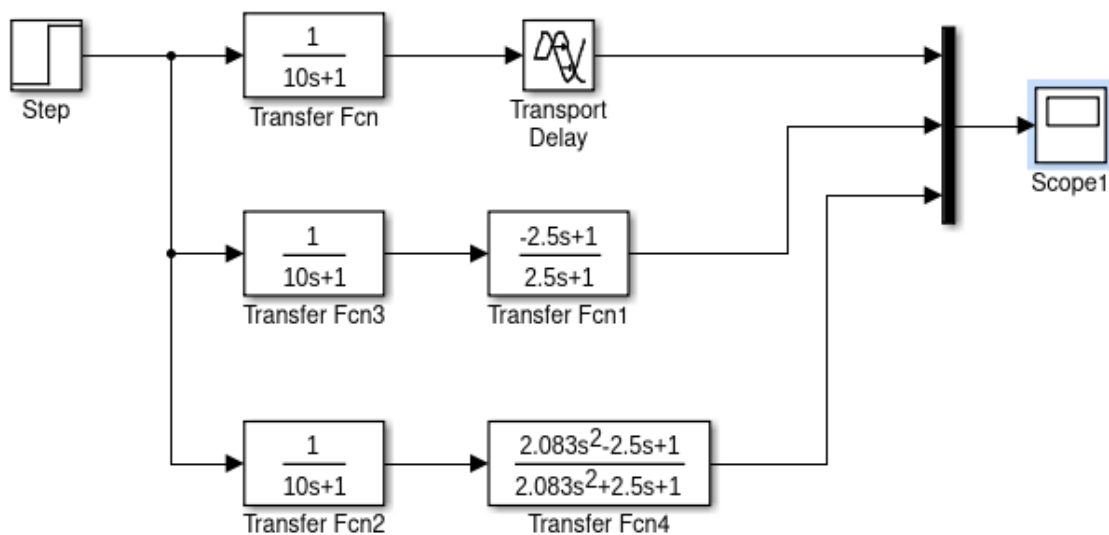 1
10s+1
Step
Transfer Fcn
Transport
Delay
Scope1
1
10s+1
-2.5s+1
2.5s+1
Transfer Fcn3
Transfer Fcn1
1
10s+1
2.083s2-2.5s+1
2.083s2+2.5s+1
Transfer Fcn2
Transfer Fcn4